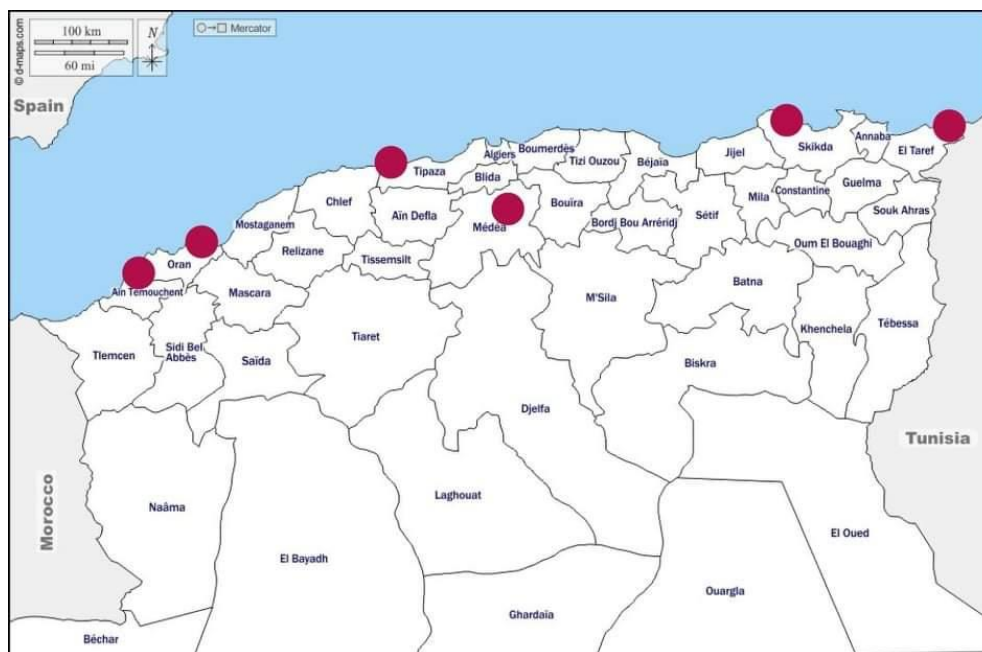 100 km
60 mi
N
Mercator
© d-maps.com
Spain
Algiers
Boumerdès
Tipaza
Blida
Tizi Ouzou
Béjaïa
Jijel
Skikda
Annaba
El Taref
Chlef
Aïn Defla
Médéa
Bouïra
Bordj Bou Arréridj
Sétif
Mila
Constantine
Guelma
Souk Ahras
Mostaganem
Relizane
Tissemsilt
Oum El Bouaghi
Oran
Aïn Témouchent
Mascara
M'Sila
Batna
Khenchela
Tébessa
Tlemcen
Sidi Bel
Abbès
Saïda
Tiaret
Biskra
Djelfa
Tunisia
Morocco
Naâma
Laghouat
El Bayadh
El Oued
Ouargla
Ghardaïa
Béchar